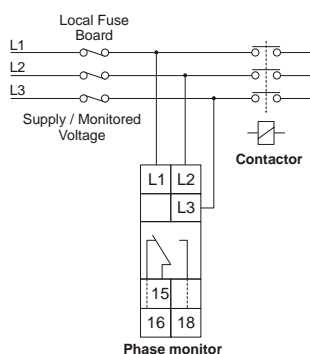 Local Fuse
Board
L1
L2
L3
Supply / Monitored
Voltage
Contactor
L1 L2
L3
15
16 18
Phase monitor